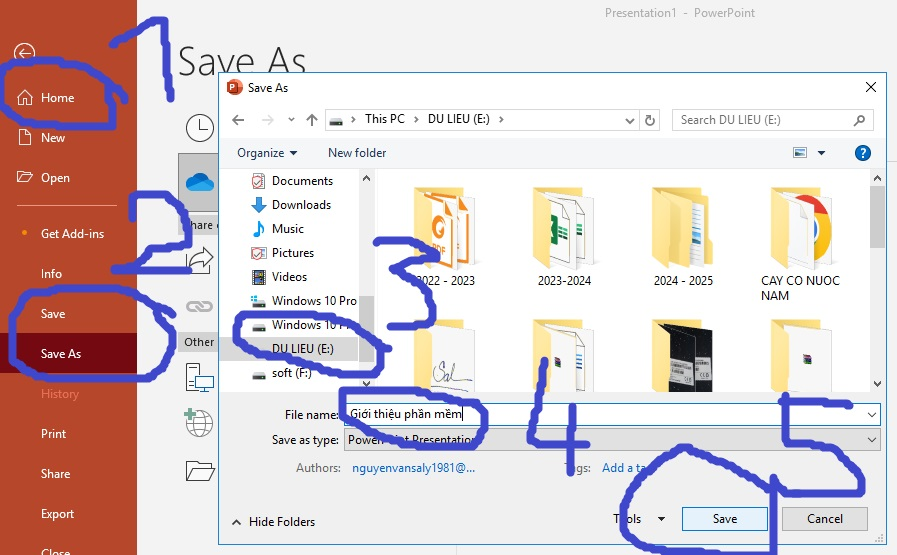 Presentation1 - PowerPoint
1
Save As
Home
New
Open
2
Get Add-ins
Info
Save
Save As
History
Print
Share
Export
Close
Share
Other
Save As
This PC > DU LIEU (E:) >
Search DU LIEU (E:)
Organize
New folder
Documents
Downloads
Music
Pictures
Videos
Windows 10 Pro
Windows 10
DU LIEU (E:)
soft (F:)
3
2022 - 2023
2023-2024
2024 - 2025
CAY CO NUOC
NAM
PDF
Sal
4
5
File name: Giới thiệu phần mềm
Save as type: PowerPoint Presentation
Authors: nguyenvansaly1981@...
Tags: Add a
Hide Folders
Tools
Save
Cancel